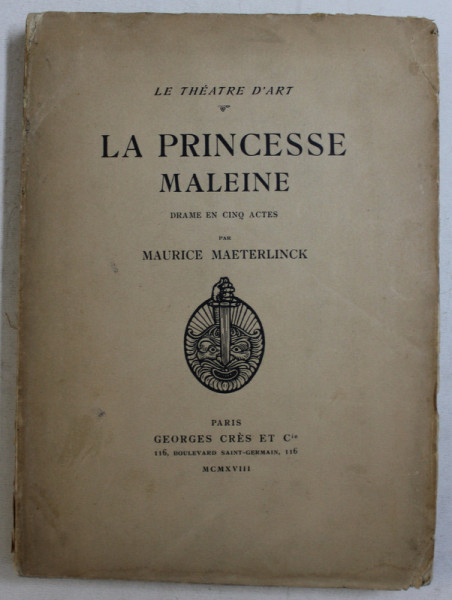 LE THÉATRE D'ART
LA PRINCESSE
MALEINE
DRAME EN CINQ ACTES
PAR
MAURICE MAETERLINCK
PARIS
GEORGES CRÈS ET Cie
116, BOULEVARD SAINT-GERMAIN, 116
MCMXVIII